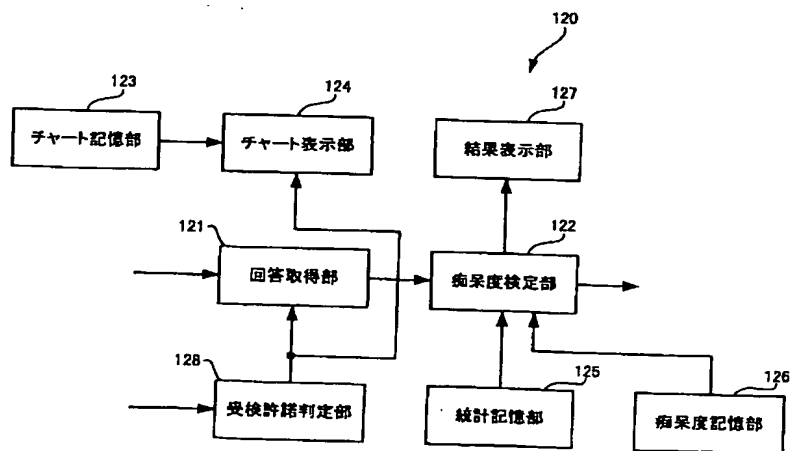 120
123
チャート記憶部
124
チャート表示部
127
結果表示部
121
回答取得部
122
痴呆度検定部
128
受検許諾判定部
125
統計記憶部
126
痴呆度記憶部